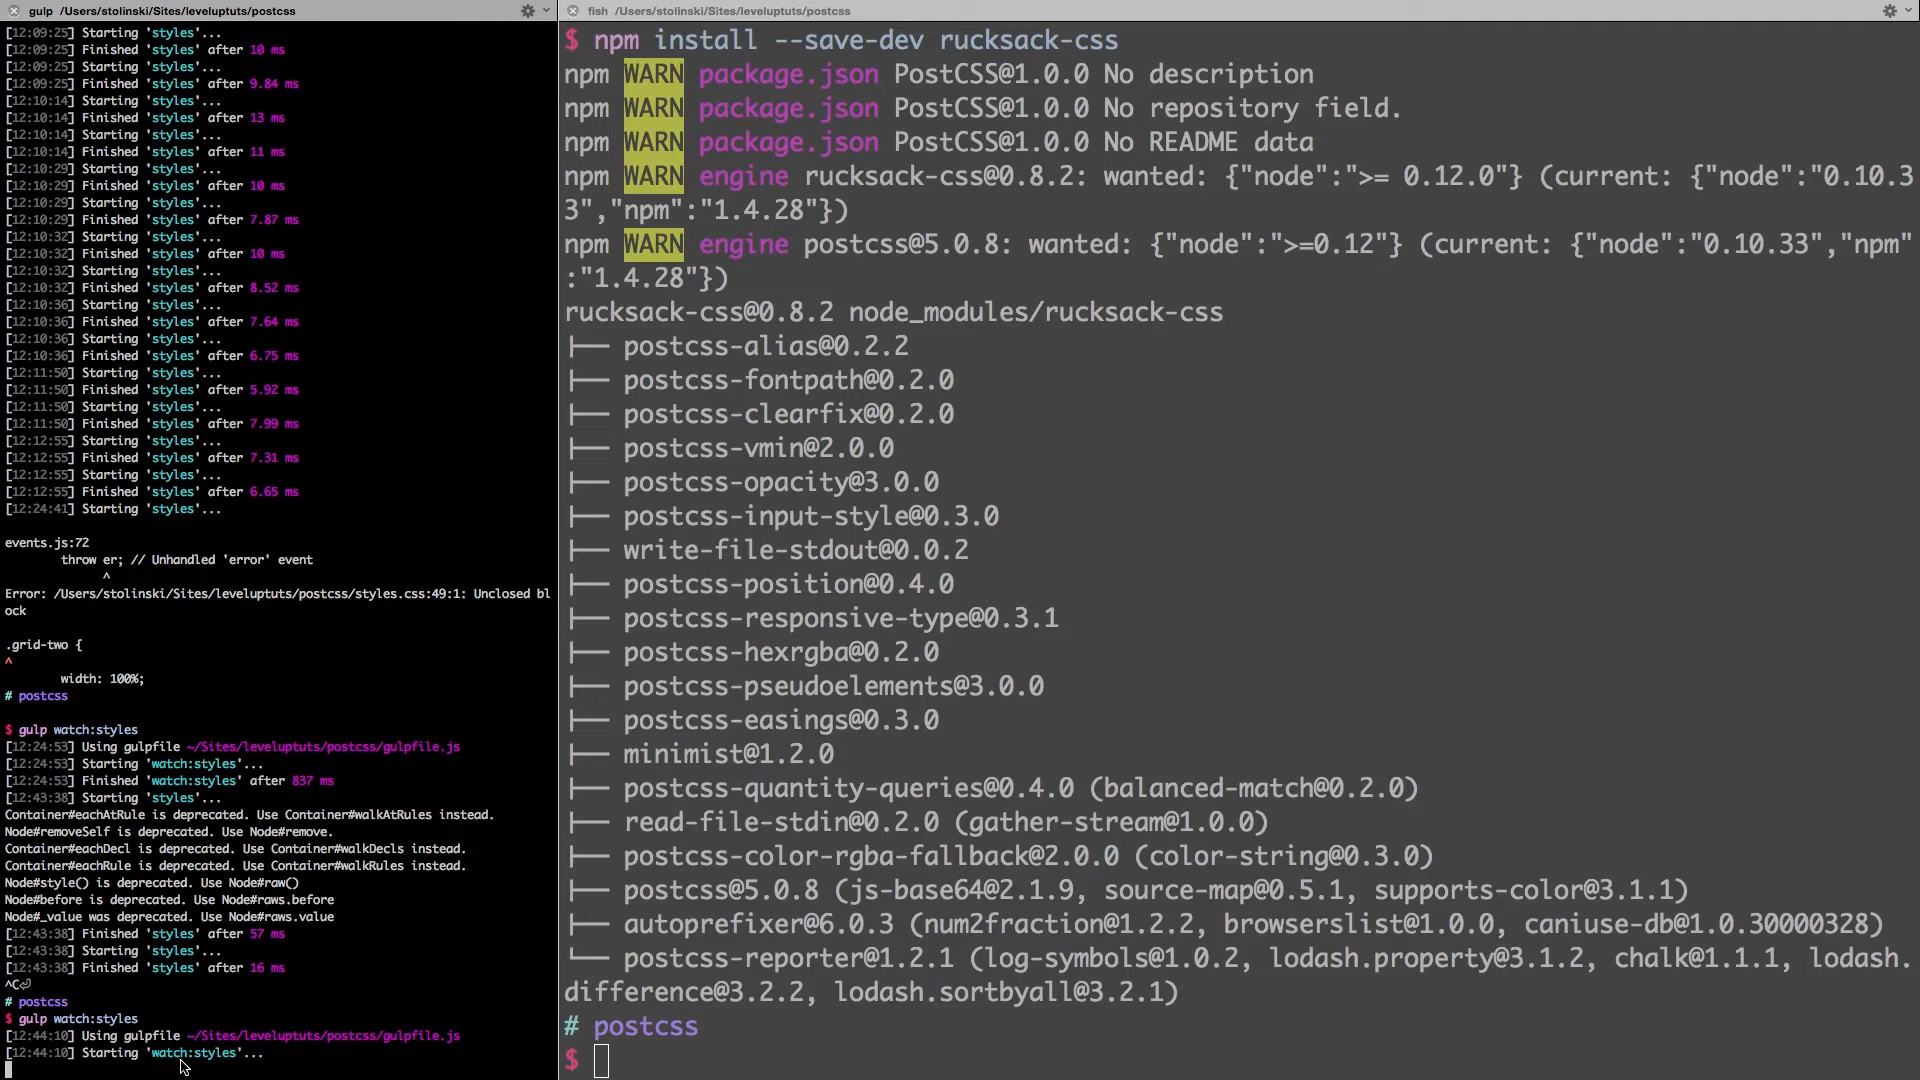 gulp /Users/stolinski/Sites/leveluptuts/postcss
[12:09:25] Starting 'styles'...
[12:09:25] Finished 'styles' after 10 ms
[12:09:25] Starting 'styles'...
[12:09:25] Finished 'styles' after 9.84 ms
[12:10:14] Starting 'styles'...
[12:10:14] Finished 'styles' after 13 ms
[12:10:14] Starting 'styles'...
[12:10:14] Finished 'styles' after 11 ms
[12:10:29] Starting 'styles'...
[12:10:29] Finished 'styles' after 10 ms
[12:10:29] Starting 'styles'...
[12:10:29] Finished 'styles' after 7.87 ms
[12:10:32] Starting 'styles'...
[12:10:32] Finished 'styles' after 10 ms
[12:10:32] Starting 'styles'...
[12:10:32] Finished 'styles' after 8.52 ms
[12:10:36] Starting 'styles'...
[12:10:36] Finished 'styles' after 7.64 ms
[12:10:36] Starting 'styles'...
[12:10:36] Finished 'styles' after 6.75 ms
[12:11:50] Starting 'styles'...
[12:11:50] Finished 'styles' after 5.92 ms
[12:11:50] Starting 'styles'...
[12:11:50] Finished 'styles' after 7.99 ms
[12:12:55] Starting 'styles'...
[12:12:55] Finished 'styles' after 7.31 ms
[12:12:55] Starting 'styles'...
[12:12:55] Finished 'styles' after 6.65 ms
[12:24:41] Starting 'styles'...
events.js:72
throw er; // Unhandled 'error' event
^
Error: /Users/stolinski/Sites/leveluptuts/postcss/styles.css:49:1: Unclosed bl
ock
.grid-two {
^
width: 100%;
# postcss
$ gulp watch:styles
[12:24:53] Using gulpfile ~/Sites/leveluptuts/postcss/gulpfile.js
[12:24:53] Starting 'watch:styles'...
[12:24:53] Finished 'watch:styles' after 837 ms
[12:43:38] Starting 'styles'...
Container#eachAtRule is deprecated. Use Container#walkAtRules instead.
Node#removeSelf is deprecated. Use Node#remove.
Container#eachDecl is deprecated. Use Container#walkDecls instead.
Container#eachRule is deprecated. Use Container#walkRules instead.
Node#style() is deprecated. Use Node#raw()
Node#before is deprecated. Use Node#raws.before
Node#_value was deprecated. Use Node#raws.value
[12:43:38] Finished 'styles' after 57 ms
[12:43:38] Starting 'styles'...
[12:43:38] Finished 'styles' after 16 ms
^C⏎
# postcss
$ gulp watch:styles
[12:44:10] Using gulpfile ~/Sites/leveluptuts/postcss/gulpfile.js
[12:44:10] Starting 'watch:styles'...
fish /Users/stolinski/Sites/leveluptuts/postcss
$ npm install --save-dev rucksack-css
npm WARN package.json PostCSS@1.0.0 No description
npm WARN package.json PostCSS@1.0.0 No repository field.
npm WARN package.json PostCSS@1.0.0 No README data
npm WARN engine rucksack-css@0.8.2: wanted: {"node":">= 0.12.0"} (current: {"node":"0.10.3
3","npm":"1.4.28"})
npm WARN engine postcss@5.0.8: wanted: {"node":">=0.12"} (current: {"node":"0.10.33","npm"
:"1.4.28"})
rucksack-css@0.8.2 node_modules/rucksack-css
├── postcss-alias@0.2.2
├── postcss-fontpath@0.2.0
├── postcss-clearfix@0.2.0
├── postcss-vmin@2.0.0
├── postcss-opacity@3.0.0
├── postcss-input-style@0.3.0
├── write-file-stdout@0.0.2
├── postcss-position@0.4.0
├── postcss-responsive-type@0.3.1
├── postcss-hexrgba@0.2.0
├── postcss-pseudoelements@3.0.0
├── postcss-easings@0.3.0
├── minimist@1.2.0
├── postcss-quantity-queries@0.4.0 (balanced-match@0.2.0)
├── read-file-stdin@0.2.0 (gather-stream@1.0.0)
├── postcss-color-rgba-fallback@2.0.0 (color-string@0.3.0)
├── postcss@5.0.8 (js-base64@2.1.9, source-map@0.5.1, supports-color@3.1.1)
├── autoprefixer@6.0.3 (num2fraction@1.2.2, browserslist@1.0.0, caniuse-db@1.0.30000328)
└── postcss-reporter@1.2.1 (log-symbols@1.0.2, lodash.property@3.1.2, chalk@1.1.1, lodash.
difference@3.2.2, lodash.sortbyall@3.2.1)
# postcss
$